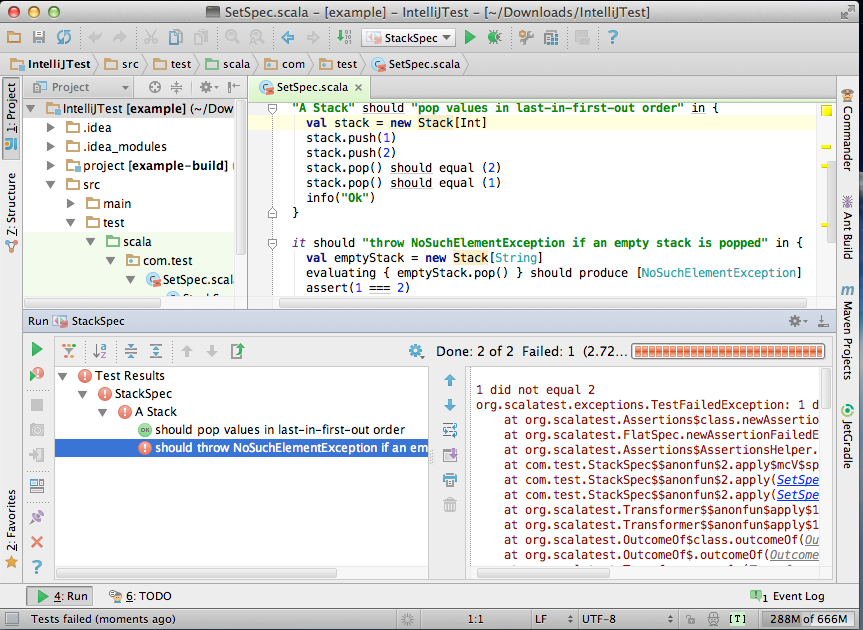 SetSpec.scala – [example] – IntelliJTest – [~/Downloads/IntelliJTest]
StackSpec
IntellijTest src test scala com test SetSpec.scala
1: Project
Z: Structure
2: Favorites
Project
IntellijTest [example] (~/Dow
.idea
.idea_modules
project [example-build]
src
main
test
scala
com.test
SetSpec.scal
SetSpec.scala
"A Stack" should "pop values in last-in-first-out order" in {
val stack = new Stack[Int]
stack.push(1)
stack.push(2)
stack.pop() should equal (2)
stack.pop() should equal (1)
info("Ok")
}
it should "throw NoSuchElementException if an empty stack is popped" in {
val emptyStack = new Stack[String]
evaluating { emptyStack.pop() } should produce [NoSuchElementException]
assert(1 === 2)
Commander
Ant Build
Maven Projects
JetGradle
Run StackSpec
Done: 2 of 2 Failed: 1 (2.72...
Test Results
StackSpec
A Stack
OK should pop values in last-in-first-out order
should throw NoSuchElementException if an em
1 did not equal 2
org.scalatest.exceptions.TestFailedException: 1 d
at org.scalatest.Assertions$class.newAssertio
at org.scalatest.FlatSpec.newAssertionFailedE
at org.scalatest.Assertions$AssertionsHelper.
at com.test.StackSpec$$anonfun$2.apply$mcV$sp
at com.test.StackSpec$$anonfun$2.apply(SetSpe
at com.test.StackSpec$$anonfun$2.apply(SetSpe
at org.scalatest.Transformer$$anonfun$apply$1
at org.scalatest.Transformer$$anonfun$apply$1
at org.scalatest.OutcomeOf$class.outcomeOf(Ou
at org.scalatest.OutcomeOf$.outcomeOf(Outcome
4: Run 6: TODO 1 Event Log
Tests failed (moments ago) 1:1 LF UTF-8 [T] 288M of 666M